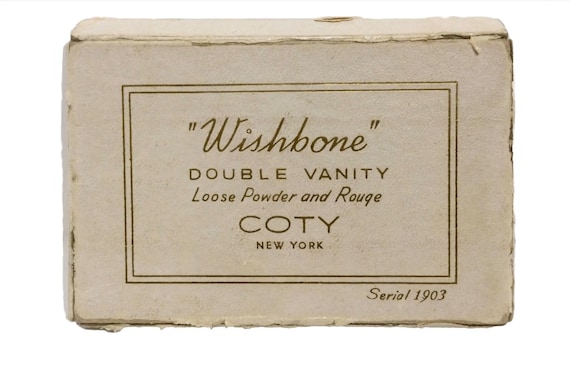 "Wishbone"
DOUBLE VANITY
Loose Powder and Rouge
COTY
NEW YORK
Serial 1903